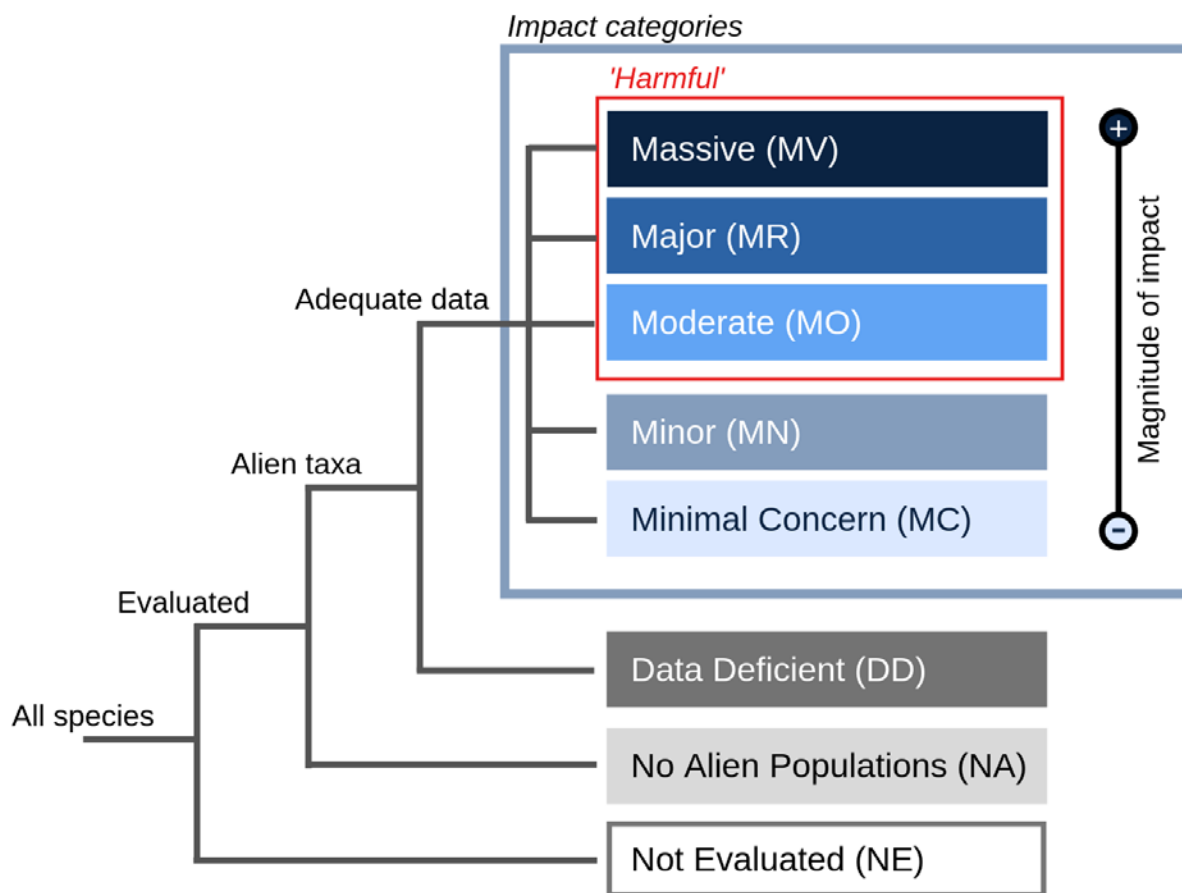 Impact categories
'Harmful'
Massive (MV)
+
Major (MR)
Magnitude of impact
Adequate data
Moderate (MO)
Minor (MN)
Alien taxa
Minimal Concern (MC)
-
Evaluated
Data Deficient (DD)
All species
No Alien Populations (NA)
Not Evaluated (NE)